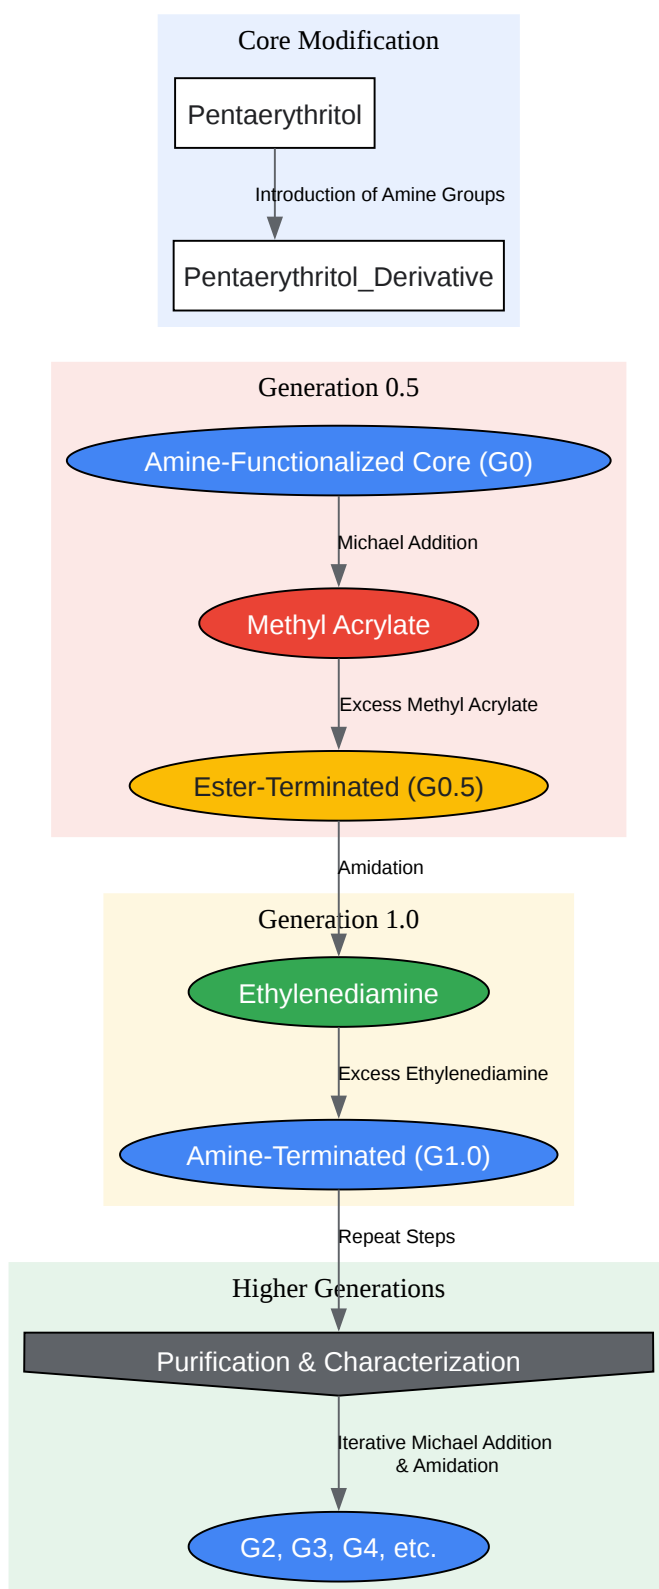 Core Modification
Pentaerythritol
Introduction of Amine Groups
Pentaerythritol_Derivative
Generation 0.5
Amine-Functionalized Core (G0)
Michael Addition
Methyl Acrylate
Excess Methyl Acrylate
Ester-Terminated (G0.5)
Amidation
Generation 1.0
Ethylenediamine
Excess Ethylenediamine
Amine-Terminated (G1.0)
Repeat Steps
Higher Generations
Purification & Characterization
Iterative Michael Addition
& Amidation
G2, G3, G4, etc.